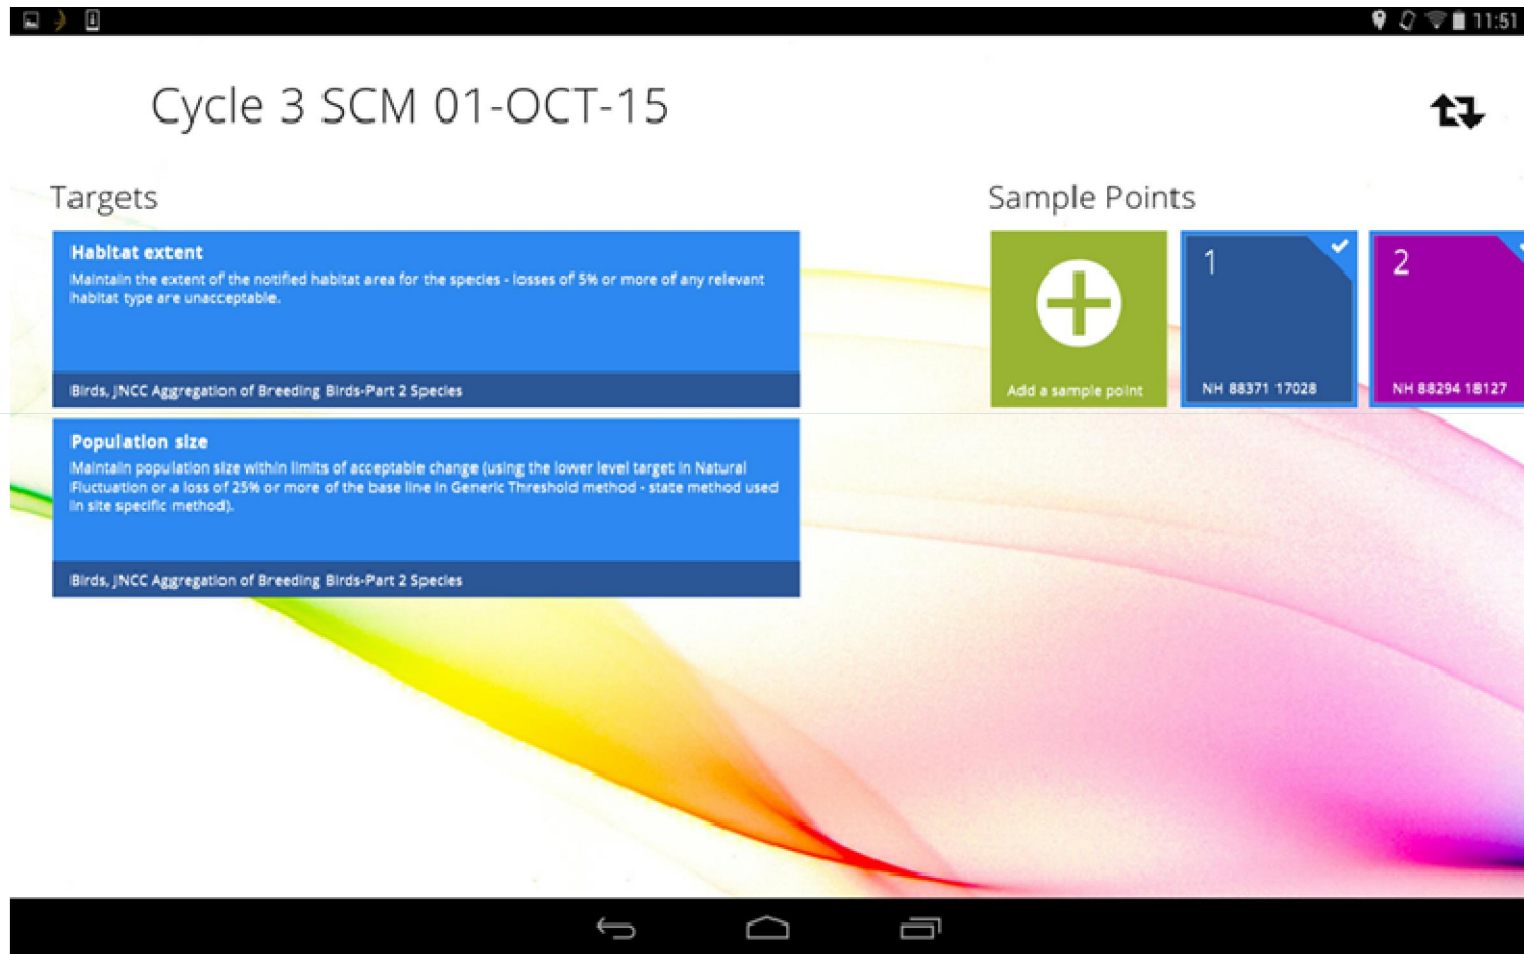 11:51
Cycle 3 SCM 01-OCT-15
Targets
Habitat extent
Maintain the extent of the notified habitat area for the species - losses of 5% or more of any relevant
habitat type are unacceptable.
Birds, JNCC Aggregation of Breeding Birds-Part 2 Species
Population size
Maintain population size within limits of acceptable change (using the lower level target in Natural
Fluctuation or a loss of 25% or more of the base line in Generic Threshold method - state method used
in site specific method).
Birds, JNCC Aggregation of Breeding Birds-Part 2 Species
Sample Points
Add a sample point
1
NH 88371 17028
2
NH 88294 18127